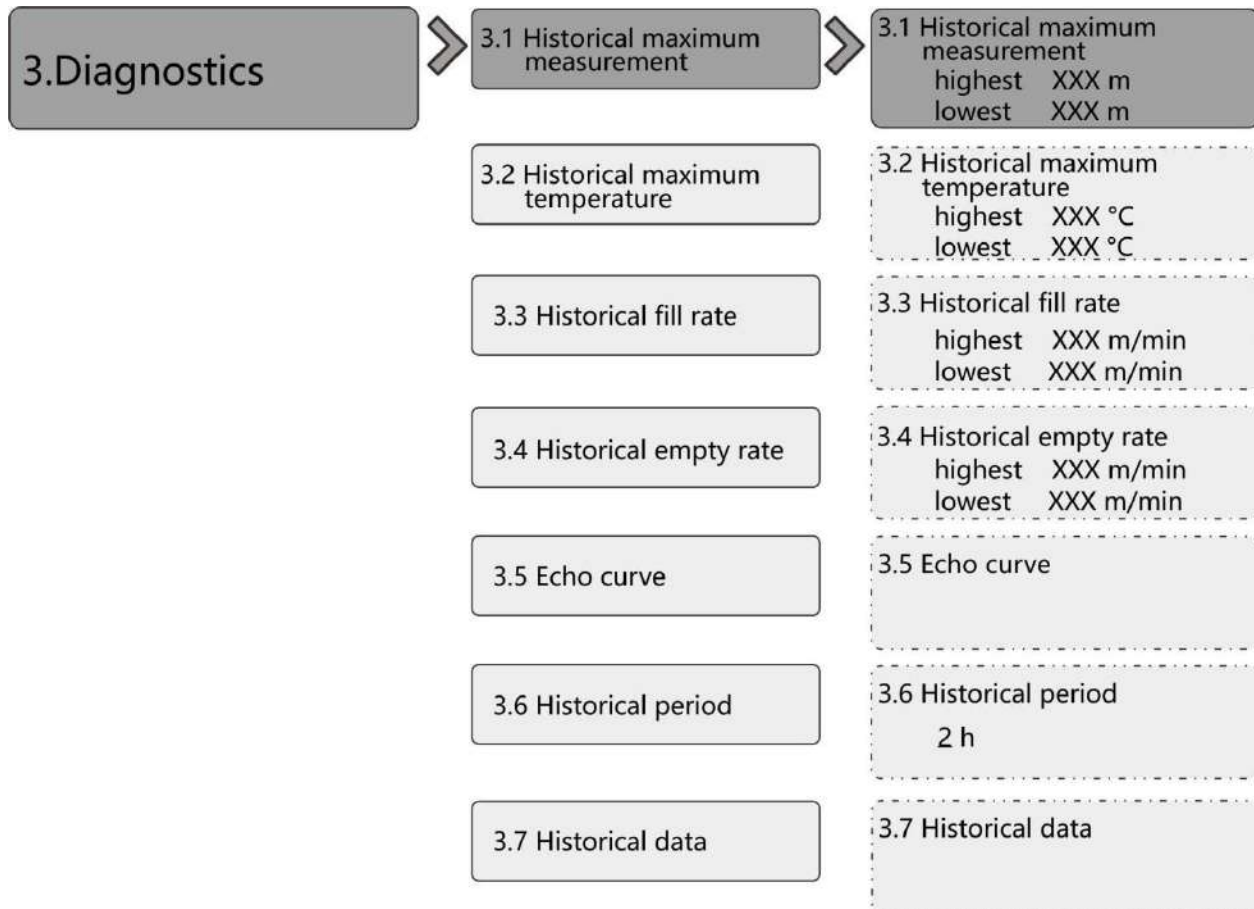 3.Diagnostics
3.1 Historical maximum
measurement
3.1 Historical maximum
measurement
highest XXX m
lowest XXX m
3.2 Historical maximum
temperature
3.2 Historical maximum
temperature
highest XXX °C
lowest XXX °C
3.3 Historical fill rate
3.3 Historical fill rate
highest XXX m/min
lowest XXX m/min
3.4 Historical empty rate
3.4 Historical empty rate
highest XXX m/min
lowest XXX m/min
3.5 Echo curve
3.5 Echo curve
3.6 Historical period
3.6 Historical period
2 h
3.7 Historical data
3.7 Historical data